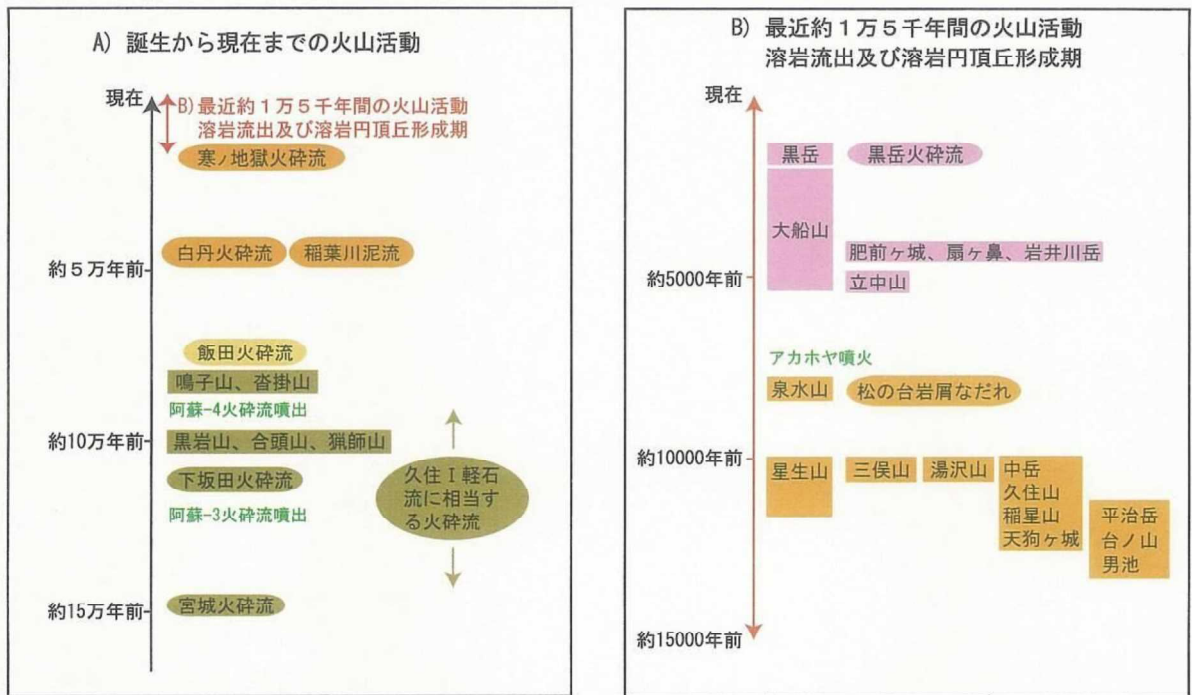 A) 誕生から現在までの火山活動
現在
B) 最近約１万５千年間の火山活動
溶岩流出及び溶岩円頂丘形成期
寒ノ地獄火砕流
白丹火砕流
稲葉川泥流
約５万年前
飯田火砕流
鳴子山、沓掛山
阿蘇-4火砕流噴出
約10万年前
黒岩山、合頭山、猟師山
下坂田火砕流
阿蘇-3火砕流噴出
久住Ⅰ軽石
流に相当す
る火砕流
約15万年前
宮城火砕流
B) 最近約１万５千年間の火山活動
溶岩流出及び溶岩円頂丘形成期
現在
黒岳
黒岳火砕流
大船山
肥前ヶ城、扇ヶ鼻、岩井川岳
約5000年前
立中山
アカホヤ噴火
泉水山
松の台岩屑なだれ
約10000年前
星生山
三俣山
湯沢山
中岳
久住山
稲星山
天狗ヶ城
平治岳
台ノ山
男池
約15000年前